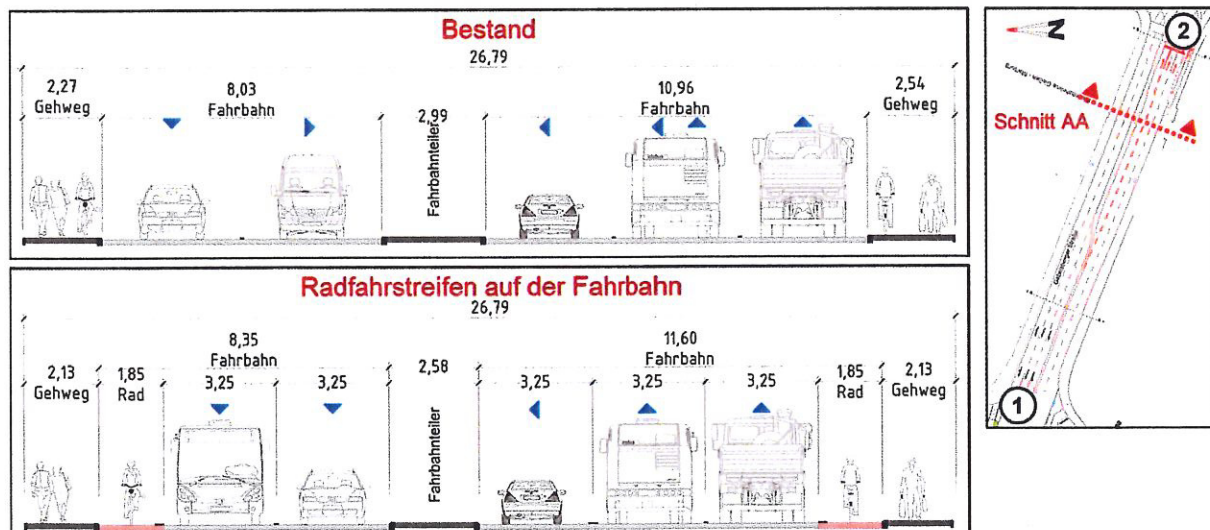 Bestand
26,79
2,27
Gehweg
8,03
Fahrbahn
2,99
Fahrbahnteiler
10,96
Fahrbahn
2,54
Gehweg
Radfahrstreifen auf der Fahrbahn
26,79
2,13
Gehweg
1,85
Rad
8,35
Fahrbahn
3,25
3,25
2,58
Fahrbahnteiler
11,60
Fahrbahn
3,25
3,25
3,25
1,85
Rad
2,13
Gehweg
N
2
Schnitt AA
1